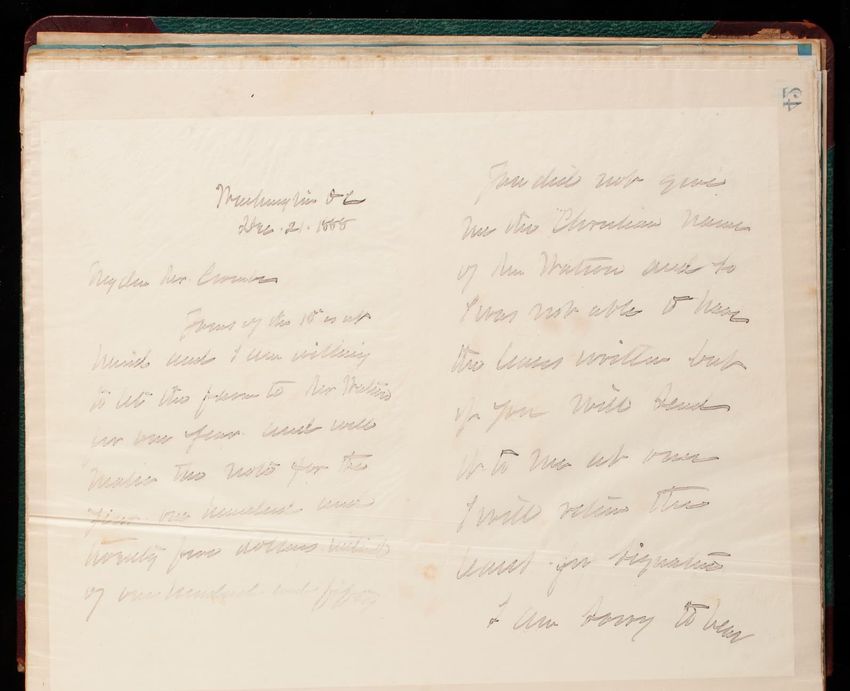 Washington D C
Dec. 21. 1888
My dear Mr.
Yours of the 18" is at
hand and I am willing
to let the farm to Mr Watson
for one year and will
make the note for the
year one hundred and
twenty five dollars instead
of one hundred and fifty
You did not give
me the "Christian Name
of Mr Watson and so
I was not able to have
the lease written but
if you will send
it to me at once
I will return the
lease for signature
I am sorry to hear
43